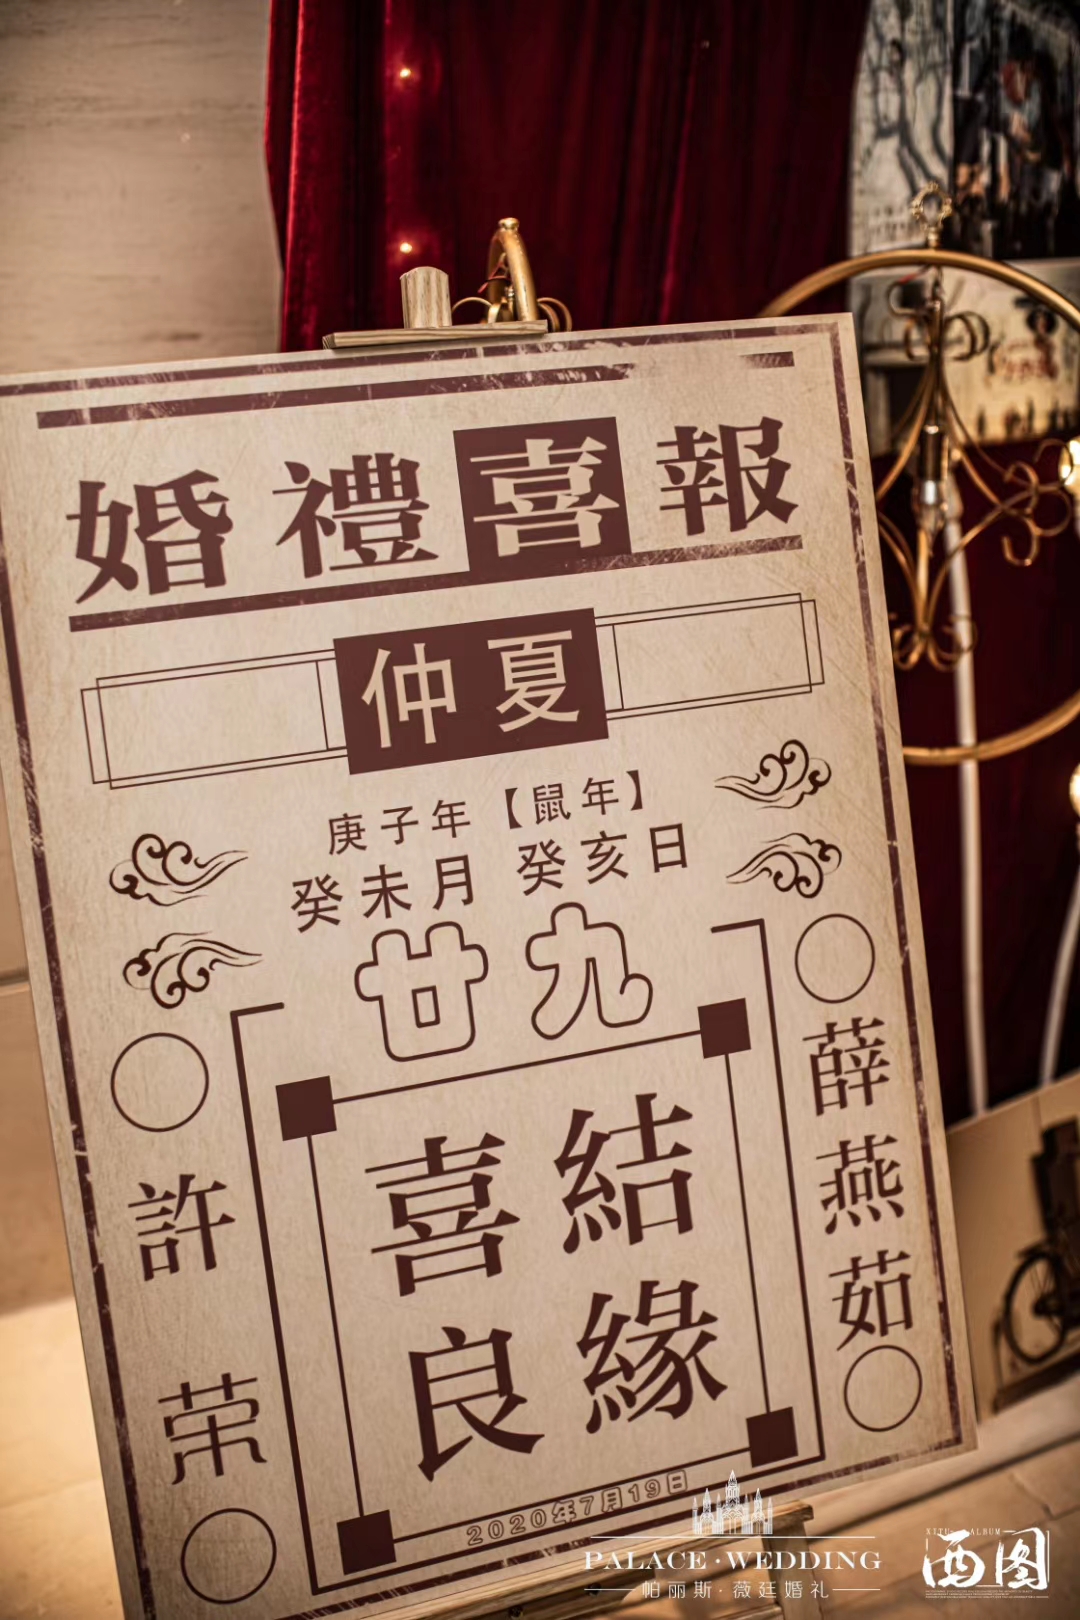 婚禮喜報
仲夏
庚子年【鼠年】
癸未月 癸亥日
廿九
薛燕茹
結緣
喜良
許荣
2020年7月19日
PALACE·WEDDING
帕丽斯·薇廷婚礼
XITU ALBUM
西图